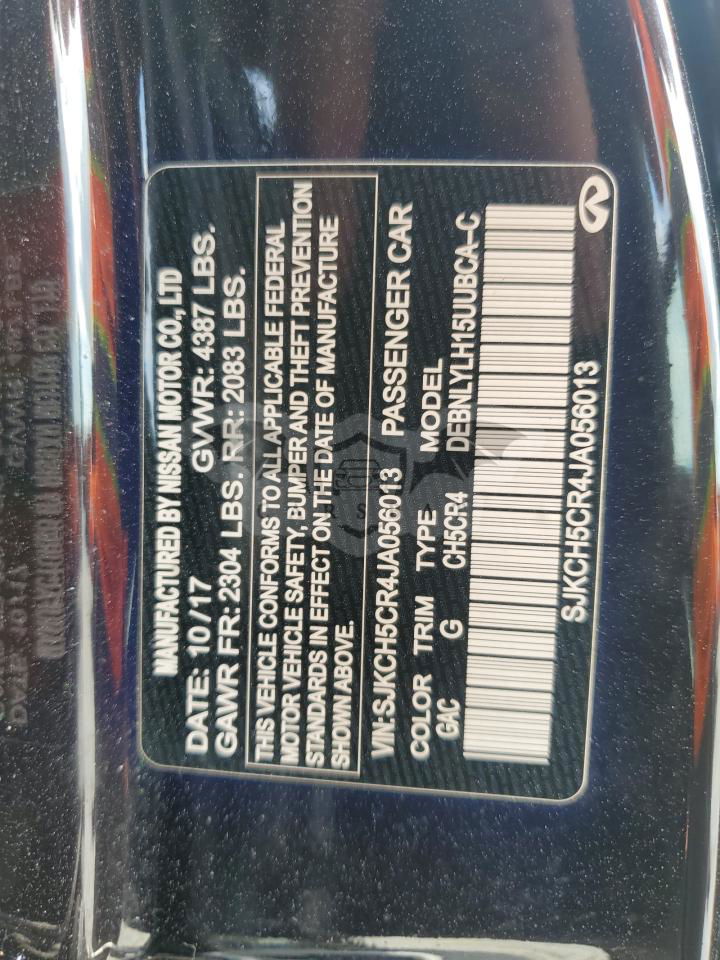 MANUFACTURED BY NISSAN MOTOR CO., LTD
DATE: 10/17 GVWR: 4387 LBS.
GAWR FR: 2304 LBS. RR: 2083 LBS.
THIS VEHICLE CONFORMS TO ALL APPLICABLE FEDERAL
MOTOR VEHICLE SAFETY, BUMPER AND THEFT PREVENTION
STANDARDS IN EFFECT ON THE DATE OF MANUFACTURE
SHOWN ABOVE.
VIN:SJKCH5CR4JA056013 PASSENGER CAR
COLOR TRIM TYPE MODEL
GAC G CH5CR4 DEBNLYLH15UUBCA-C
SJKCH5CR4JA056013